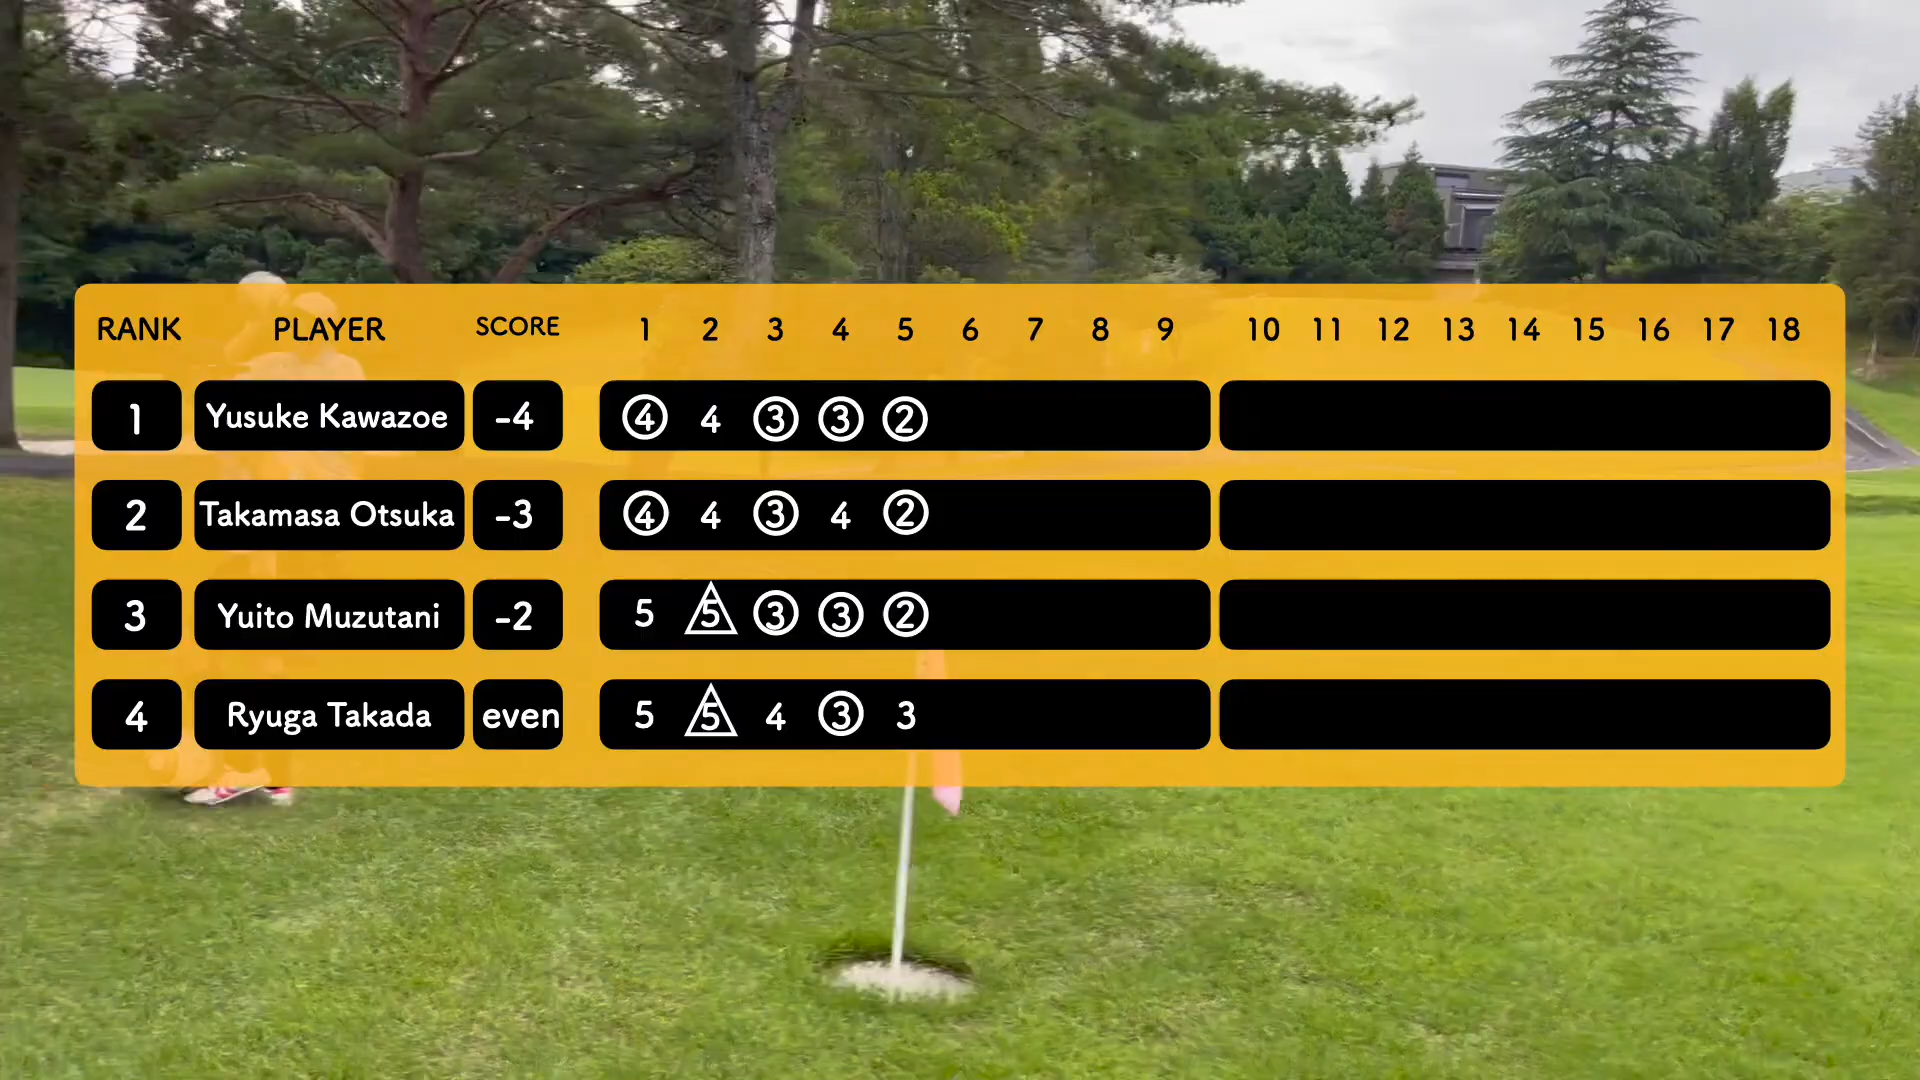 RANK PLAYER SCORE 1 2 3 4 5 6 7 8 9 10 11 12 13 14 15 16 17 18
1 Yusuke Kawazoe -4 4 4 3 3 2
2 Takamasa Otsuka -3 4 4 3 4 2
3 Yuito Muzutani -2 5 5 3 3 2
4 Ryuga Takada even 5 5 4 3 3